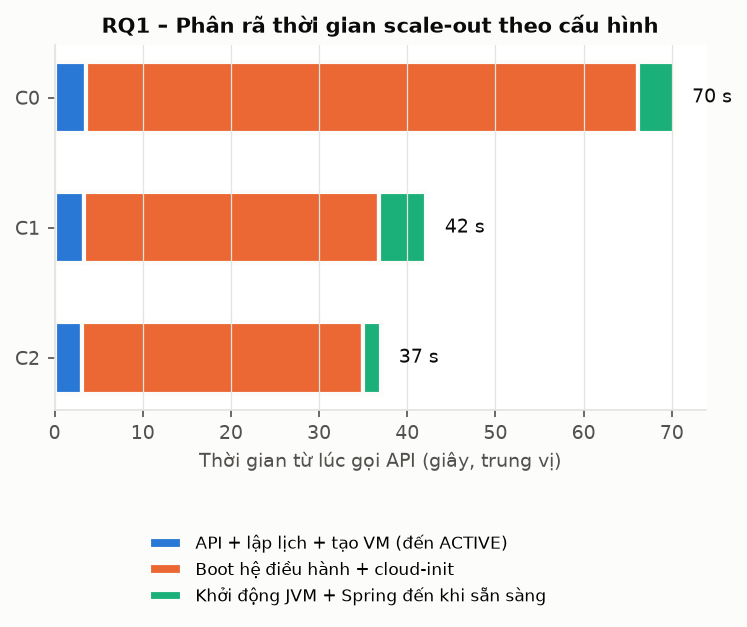 RQ1 – Phân rã thời gian scale-out theo cấu hình
C0
70 s
C1
42 s
C2
37 s
0 10 20 30 40 50 60 70
Thời gian từ lúc gọi API (giây, trung vị)
API + lập lịch + tạo VM (đến ACTIVE)
Boot hệ điều hành + cloud-init
Khởi động JVM + Spring đến khi sẵn sàng